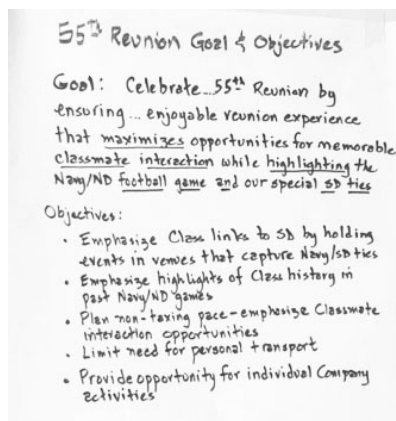 55th Reunion Goal & Objectives
Goal: Celebrate...55th Reunion by
ensuring... enjoyable reunion experience
that maximizes opportunities for memorable
classmate interaction while highlighting the
Navy/ND football game and our special SD ties
Objectives:
• Emphasize Class links to SD by holding
events in venues that capture Navy/SD ties
• Emphasize highlights of Class history in
past Navy/ND games
• Plan non-taxing pace-emphasize Classmate
interaction opportunities
• Limit need for personal transport
• Provide opportunity for individual Company
activities